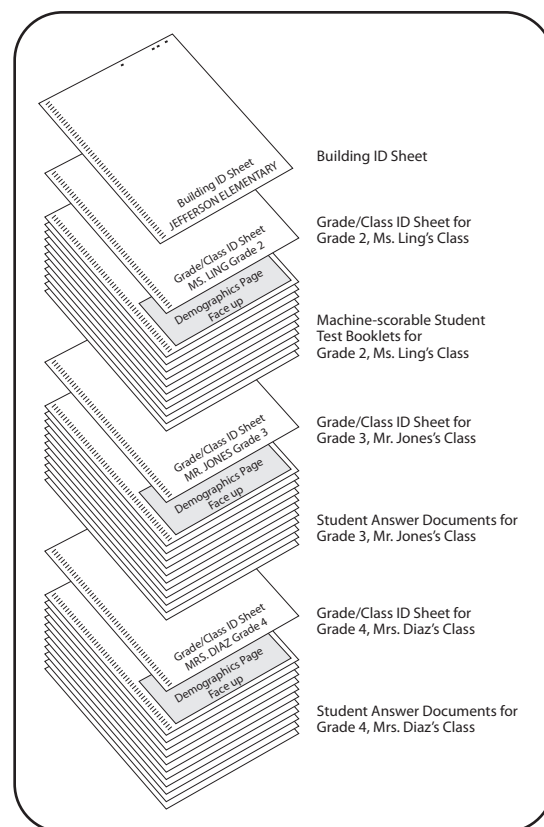 Building ID Sheet
JEFFERSON ELEMENTARY
Building ID Sheet
Grade/Class ID Sheet
MS. LING Grade 2
Grade/Class ID Sheet for
Grade 2, Ms. Ling's Class
Demographics Page
Face up
Machine-scorable Student
Test Booklets for
Grade 2, Ms. Ling's Class
Grade/Class ID Sheet
MR. JONES Grade 3
Grade/Class ID Sheet for
Grade 3, Mr. Jones's Class
Demographics Page
Face up
Student Answer Documents for
Grade 3, Mr. Jones's Class
Grade/Class ID Sheet
MRS. DIAZ Grade 4
Grade/Class ID Sheet for
Grade 4, Mrs. Diaz's Class
Demographics Page
Face up
Student Answer Documents for
Grade 4, Mrs. Diaz's Class